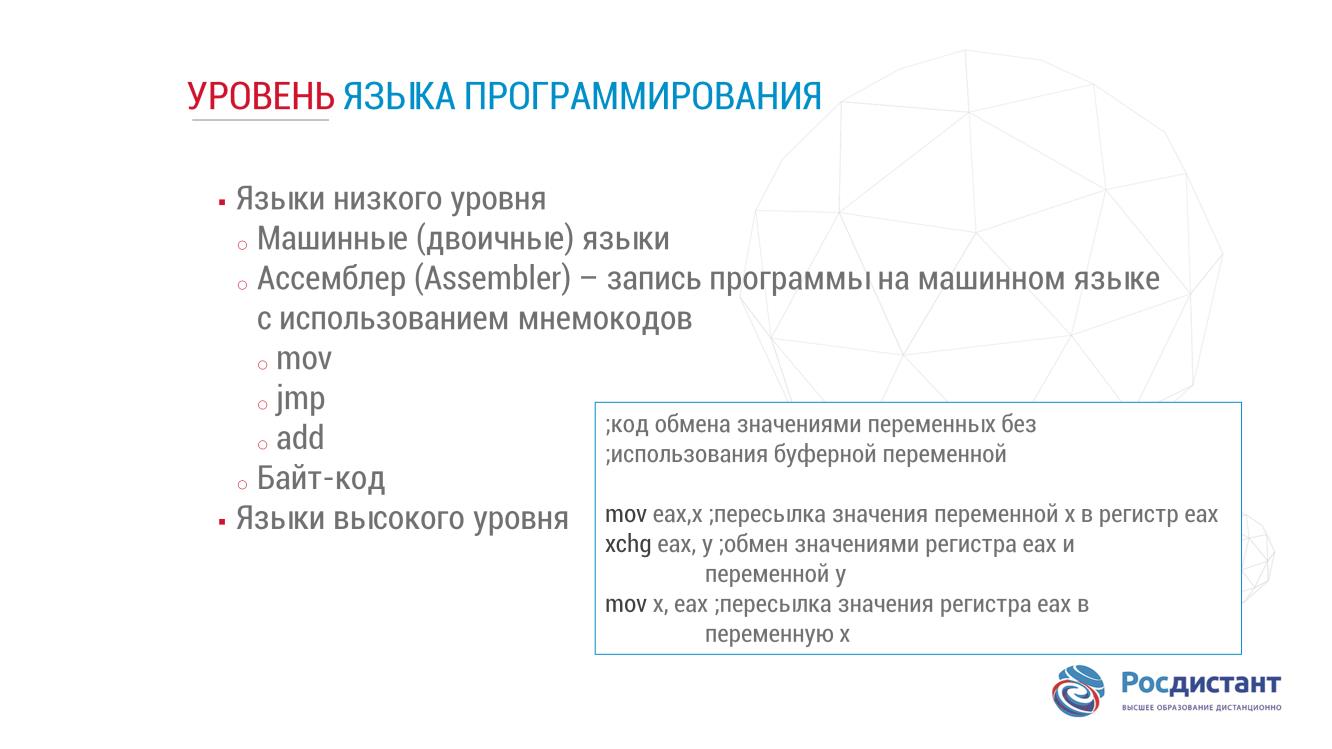 УРОВЕНЬ ЯЗЫКА ПРОГРАММИРОВАНИЯ
Языки низкого уровня
Машинные (двоичные) языки
Ассемблер (Assembler) – запись программы на машинном языке
с использованием мнемокодов
mov
jmp
add
Байт-код
Языки высокого уровня
;код обмена значениями переменных без
;использования буферной переменной
mov eax,x ;пересылка значения переменной x в регистр eax
xchg eax, y ;обмен значениями регистра eax и
переменной y
mov x, eax ;пересылка значения регистра eax в
переменную x
Росдистант
ВЫСШЕЕ ОБРАЗОВАНИЕ ДИСТАНЦИОННО